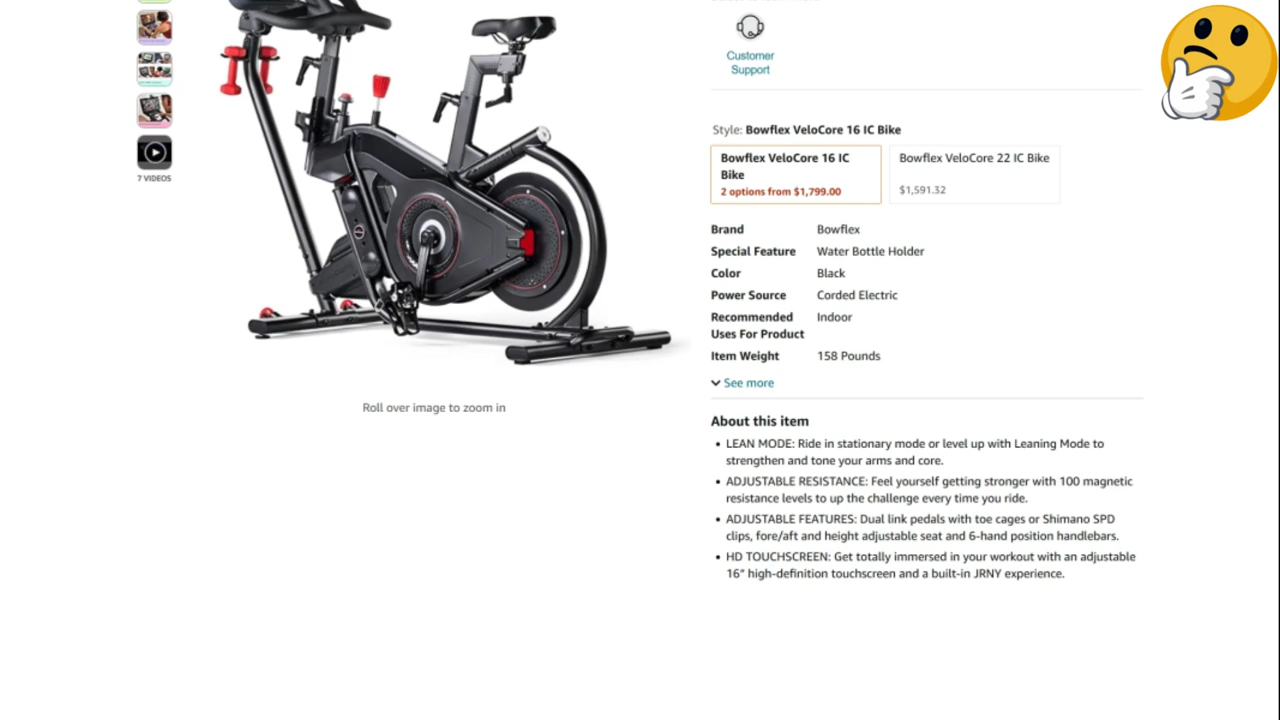 Customer
Support
Style: Bowflex VeloCore 16 IC Bike
Bowflex VeloCore 16 IC
Bike
2 options from $1,799.00
Bowflex VeloCore 22 IC Bike
$1,591.32
7 VIDEOS
Brand Bowflex
Special Feature Water Bottle Holder
Color Black
Power Source Corded Electric
Recommended Indoor
Uses For Product
Item Weight 158 Pounds
See more
Roll over image to zoom in
About this item
• LEAN MODE: Ride in stationary mode or level up with Leaning Mode to
strengthen and tone your arms and core.
• ADJUSTABLE RESISTANCE: Feel yourself getting stronger with 100 magnetic
resistance levels to up the challenge every time you ride.
• ADJUSTABLE FEATURES: Dual link pedals with toe cages or Shimano SPD
clips, fore/aft and height adjustable seat and 6-hand position handlebars.
• HD TOUCHSCREEN: Get totally immersed in your workout with an adjustable
16” high-definition touchscreen and a built-in JRNY experience.